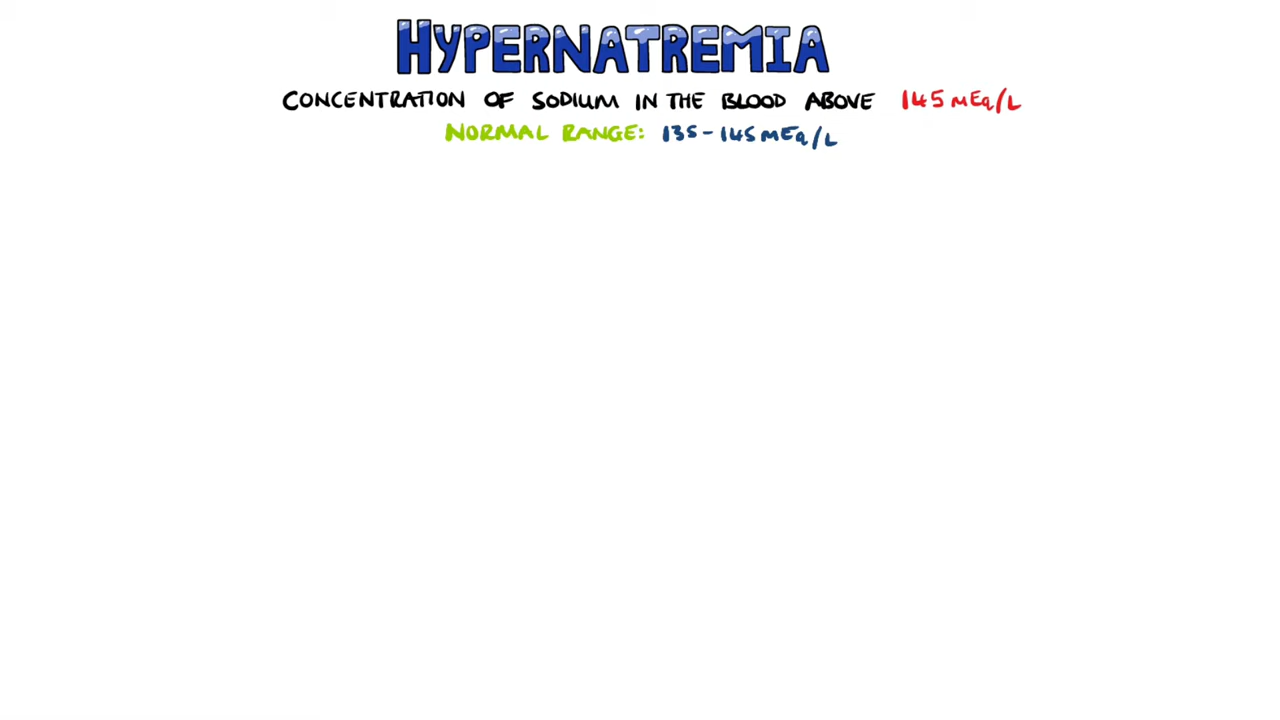 HYPERNATREMIA
CONCENTRATION OF SODIUM IN THE BLOOD ABOVE 145 mEq/L
NORMAL RANGE: 135-145 mEq/L